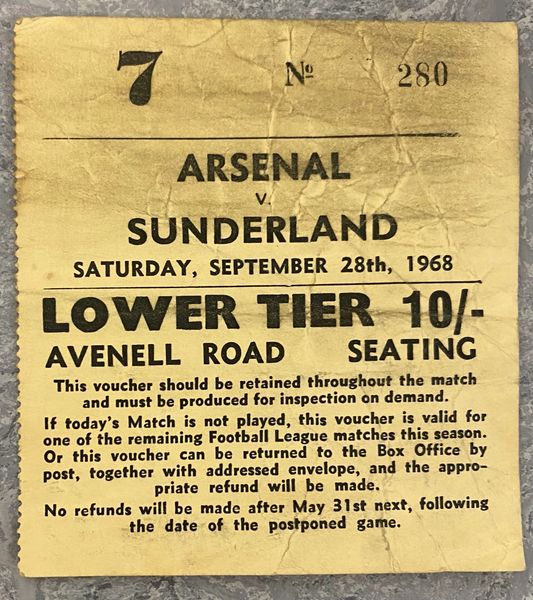 7 Nº 280
ARSENAL
V.
SUNDERLAND
SATURDAY, SEPTEMBER 28th, 1968
LOWER TIER 10/-
AVENELL ROAD SEATING
This voucher should be retained throughout the match
and must be produced for inspection on demand.
If today's Match is not played, this voucher is valid for
one of the remaining Football League matches this season.
Or this voucher can be returned to the Box Office by
post, together with addressed envelope, and the appro-
priate refund will be made.
No refunds will be made after May 31st next, following
the date of the postponed game.